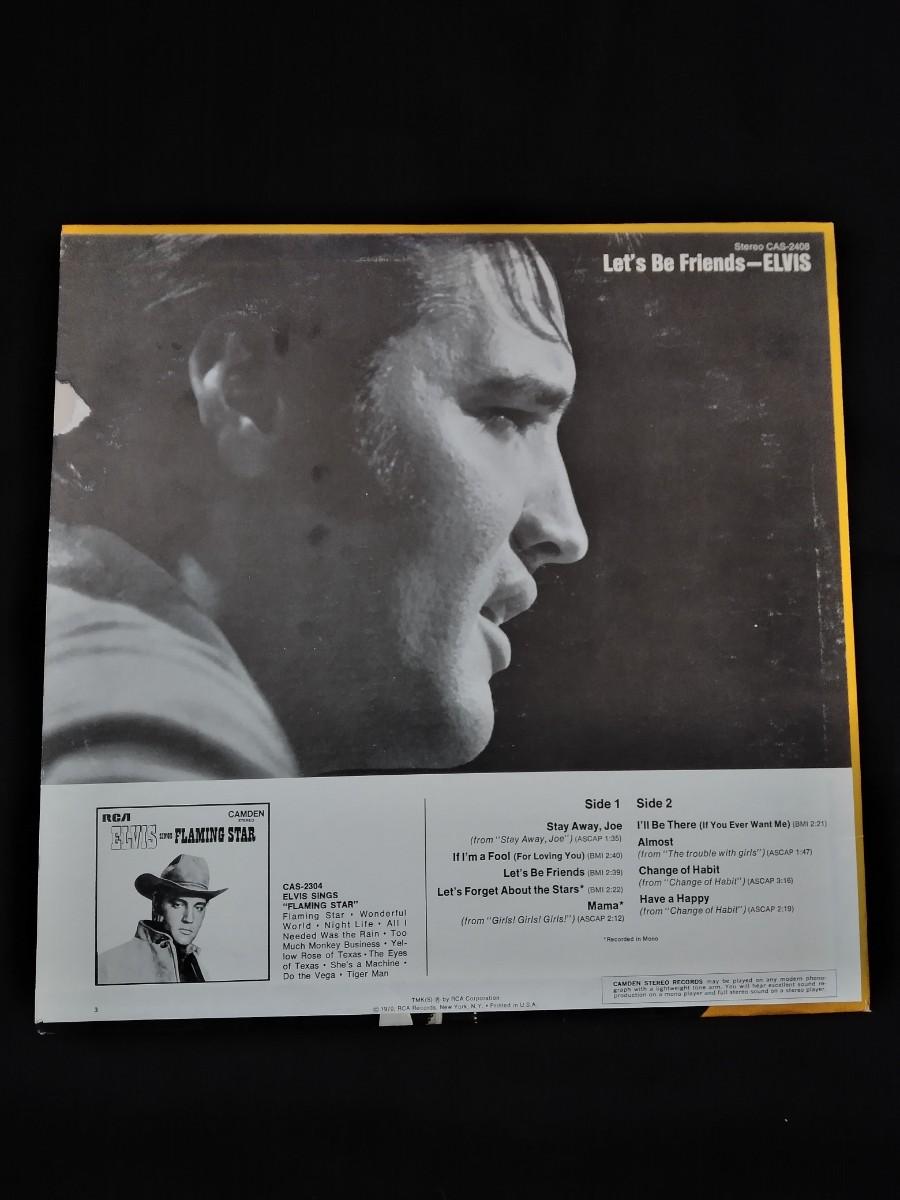 Stereo CAS-2408
Let's Be Friends—ELVIS
RCA
CAMDEN
STEREO
ELVIS SINGS FLAMING STAR
CAS-2304
ELVIS SINGS
"FLAMING STAR"
Flaming Star • Wonderful
World • Night Life • All I
Needed Was the Rain • Too
Much Monkey Business • Yel-
low Rose of Texas • The Eyes
of Texas • She's a Machine •
Do the Vega • Tiger Man
Side 1
Stay Away, Joe
(from "Stay Away, Joe") (ASCAP 1:35)
If I'm a Fool (For Loving You) (BMI 2:40)
Let's Be Friends (BMI 2:39)
Let's Forget About the Stars* (BMI 2:22)
Mama*
(from "Girls! Girls! Girls!") (ASCAP 2:12)
Side 2
I'll Be There (If You Ever Want Me) (BMI 2:21)
Almost
(from "The trouble with girls") (ASCAP 1:47)
Change of Habit
(from "Change of Habit") (ASCAP 3:16)
Have a Happy
(from "Change of Habit") (ASCAP 2:19)
*Recorded in Mono
CAMDEN STEREO RECORDS may be played on any modern phono-
graph with a lightweight tone arm. You will hear excellent sound re-
production on a mono player and full stereo sound on a stereo player.
TMK(S) ® by RCA Corporation
© 1970, RCA Records, New York, N.Y. • Printed in U.S.A.
3